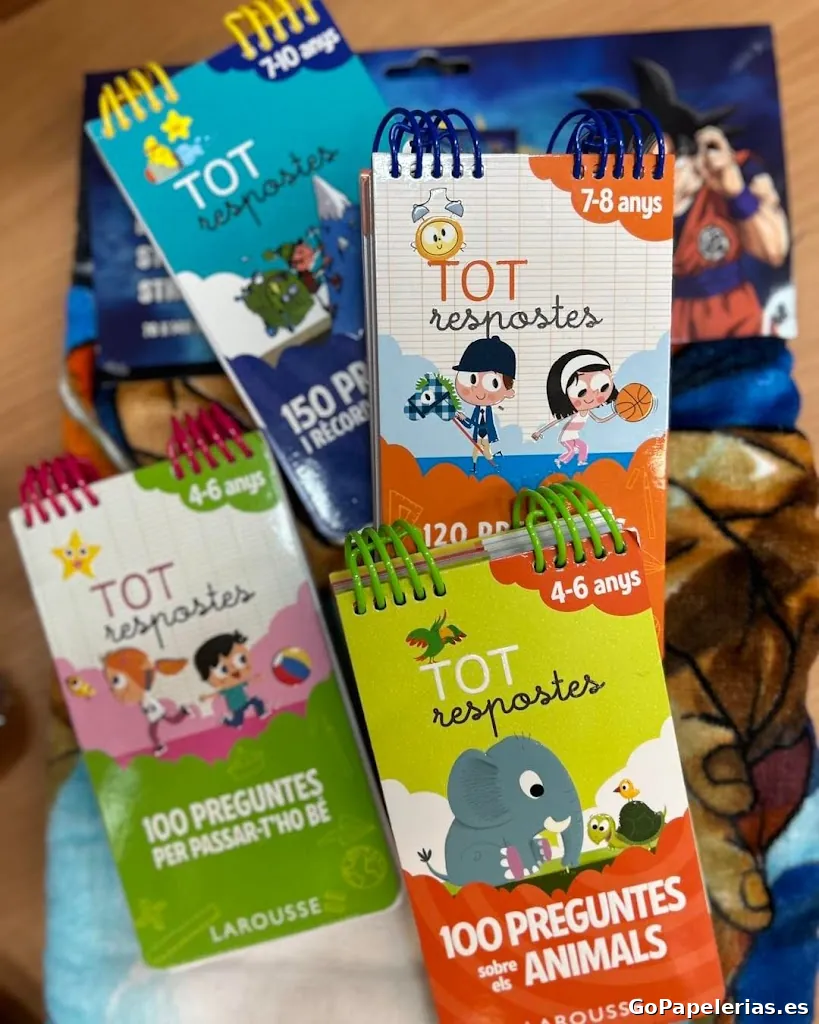 7-10 anys
TOT
respostes
150 PR
I RÈCOR
7-8 anys
TOT
respostes
120 PR
4-6 anys
TOT
respostes
100 PREGUNTES
PER PASSAR-T'HO BÉ
LAROUSSE
4-6 anys
TOT
respostes
100 PREGUNTES
sobre
els ANIMALS
LAROUSSE
GoPapelerias.es